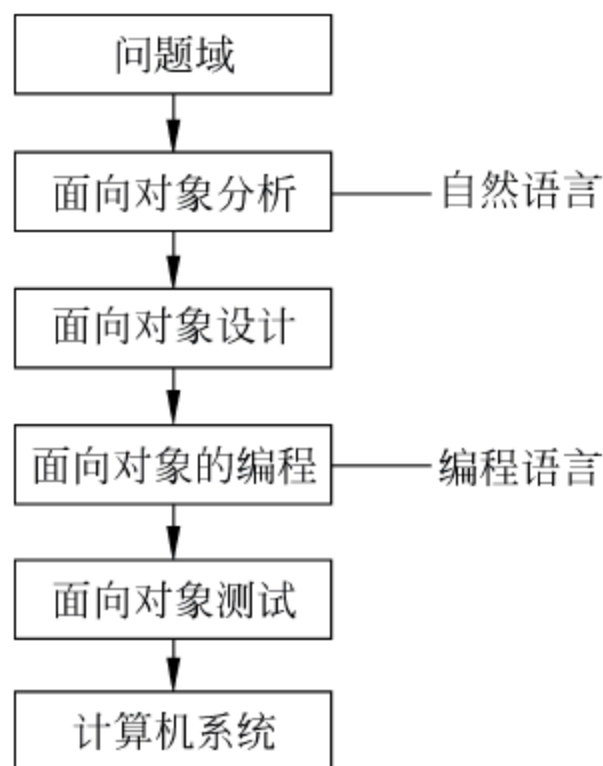 问题域
面向对象分析
自然语言
面向对象设计
面向对象的编程
编程语言
面向对象测试
计算机系统